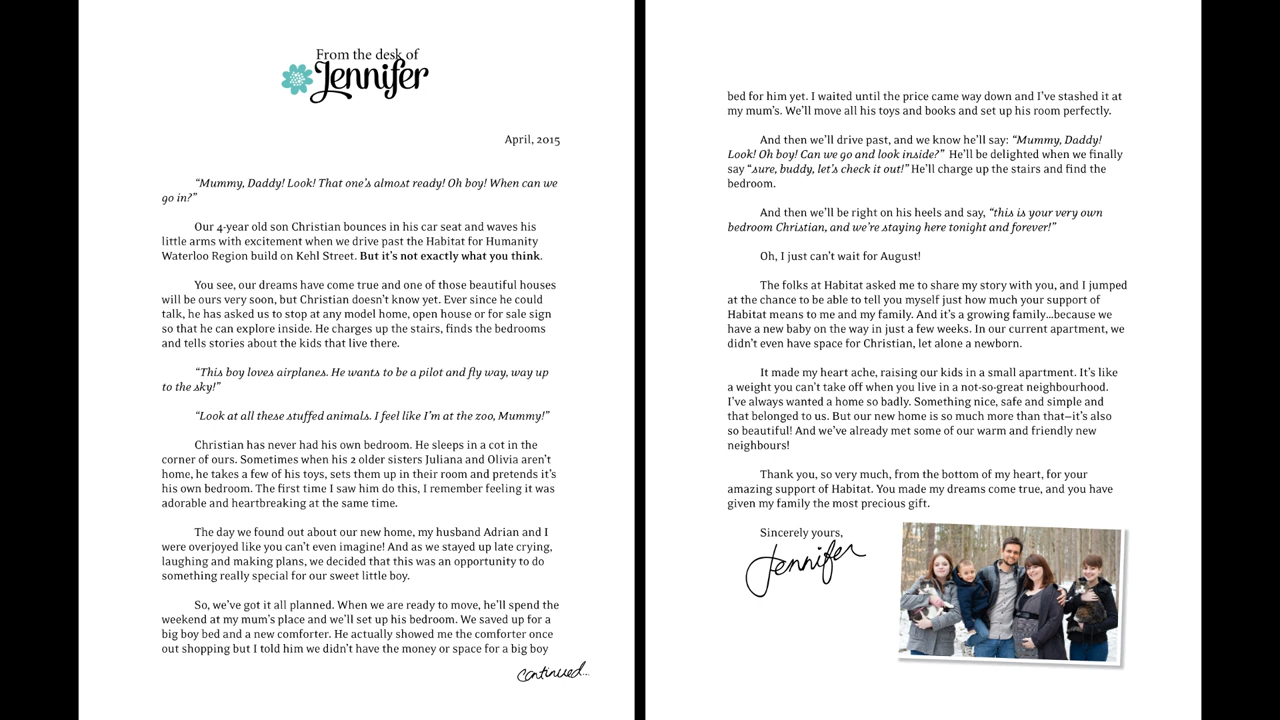 From the desk of
Jennifer
April, 2015
“Mummy, Daddy! Look! That one’s almost ready! Oh boy! When can we
go in?”
Our 4-year old son Christian bounces in his car seat and waves his
little arms with excitement when we drive past the Habitat for Humanity
Waterloo Region build on Kehl Street. But it’s not exactly what you think.
You see, our dreams have come true and one of those beautiful houses
will be ours very soon, but Christian doesn’t know yet. Ever since he could
talk, he has asked us to stop at any model home, open house or for sale sign
so that he can explore inside. He charges up the stairs, finds the bedrooms
and tells stories about the kids that live there.
“This boy loves airplanes. He wants to be a pilot and fly way, way up
to the sky!”
“Look at all these stuffed animals. I feel like I’m at the zoo, Mummy!”
Christian has never had his own bedroom. He sleeps in a cot in the
corner of ours. Sometimes when his 2 older sisters Juliana and Olivia aren’t
home, he takes a few of his toys, sets them up in their room and pretends it’s
his own bedroom. The first time I saw him do this, I remember feeling it was
adorable and heartbreaking at the same time.
The day we found out about our new home, my husband Adrian and I
were overjoyed like you can’t even imagine! And as we stayed up late crying,
laughing and making plans, we decided that this was an opportunity to do
something really special for our sweet little boy.
So, we’ve got it all planned. When we are ready to move, he’ll spend the
weekend at my mum’s place and we’ll set up his bedroom. We saved up for a
big boy bed and a new comforter. He actually showed me the comforter once
out shopping but I told him we didn’t have the money or space for a big boy
continued...
bed for him yet. I waited until the price came way down and I’ve stashed it at
my mum’s. We’ll move all his toys and books and set up his room perfectly.
And then we’ll drive past, and we know he’ll say: “Mummy, Daddy!
Look! Oh boy! Can we go and look inside?” He’ll be delighted when we finally
say “sure, buddy, let’s check it out!” He’ll charge up the stairs and find the
bedroom.
And then we’ll be right on his heels and say, “this is your very own
bedroom Christian, and we’re staying here tonight and forever!”
Oh, I just can’t wait for August!
The folks at Habitat asked me to share my story with you, and I jumped
at the chance to be able to tell you myself just how much your support of
Habitat means to me and my family. And it’s a growing family...because we
have a new baby on the way in just a few weeks. In our current apartment, we
didn’t even have space for Christian, let alone a newborn.
It made my heart ache, raising our kids in a small apartment. It’s like
a weight you can’t take off when you live in a not-so-great neighbourhood.
I’ve always wanted a home so badly. Something nice, safe and simple and
that belonged to us. But our new home is so much more than that–it’s also
so beautiful! And we’ve already met some of our warm and friendly new
neighbours!
Thank you, so very much, from the bottom of my heart, for your
amazing support of Habitat. You made my dreams come true, and you have
given my family the most precious gift.
Sincerely yours,
Jennifer